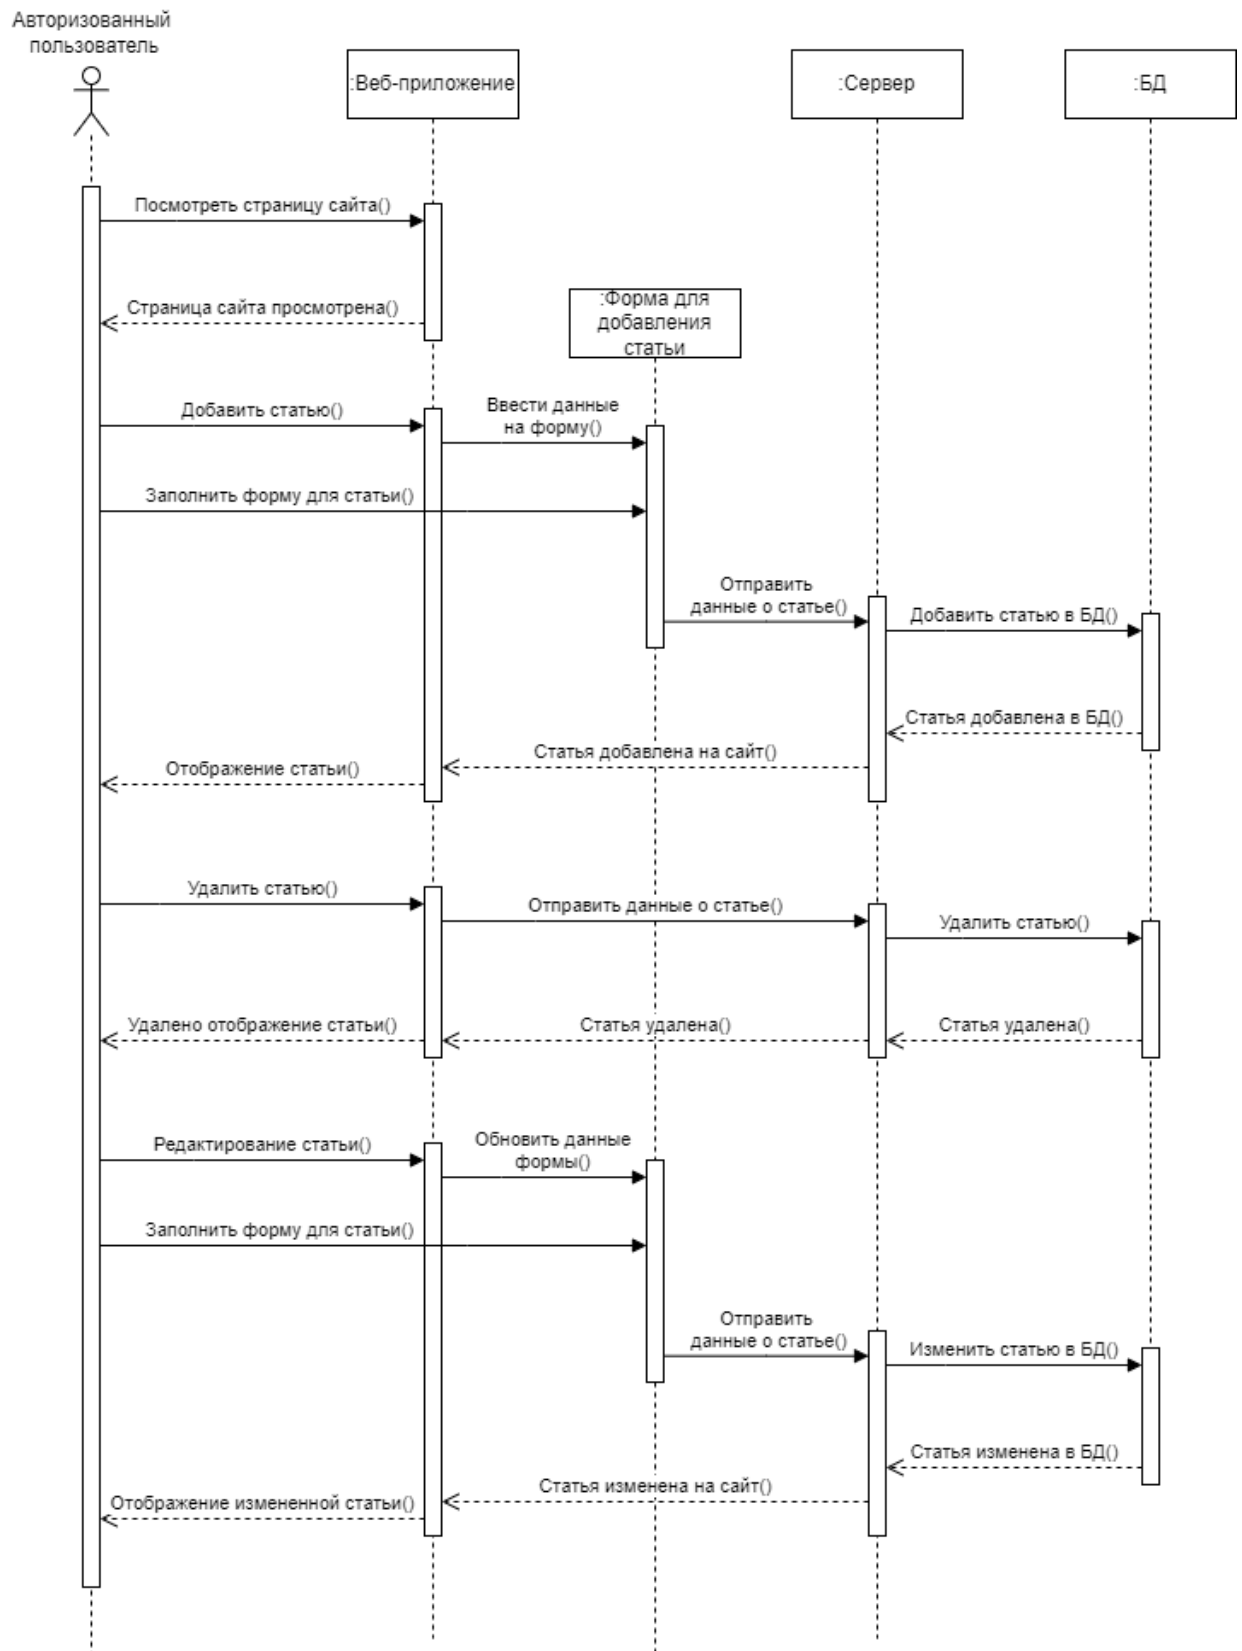 Авторизованный
пользователь
:Веб-приложение
:Сервер
:БД
Посмотреть страницу сайта()
Страница сайта просмотрена()
:Форма для
добавления
статьи
Добавить статью()
Ввести данные
на форму()
Заполнить форму для статьи()
Отправить
данные о статье()
Добавить статью в БД()
Статья добавлена в БД()
Статья добавлена на сайт()
Отображение статьи()
Удалить статью()
Отправить данные о статье()
Удалить статью()
Удалено отображение статьи()
Статья удалена()
Статья удалена()
Редактирование статьи()
Обновить данные
формы()
Заполнить форму для статьи()
Отправить
данные о статье()
Изменить статью в БД()
Статья изменена в БД()
Статья изменена на сайт()
Отображение измененной статьи()